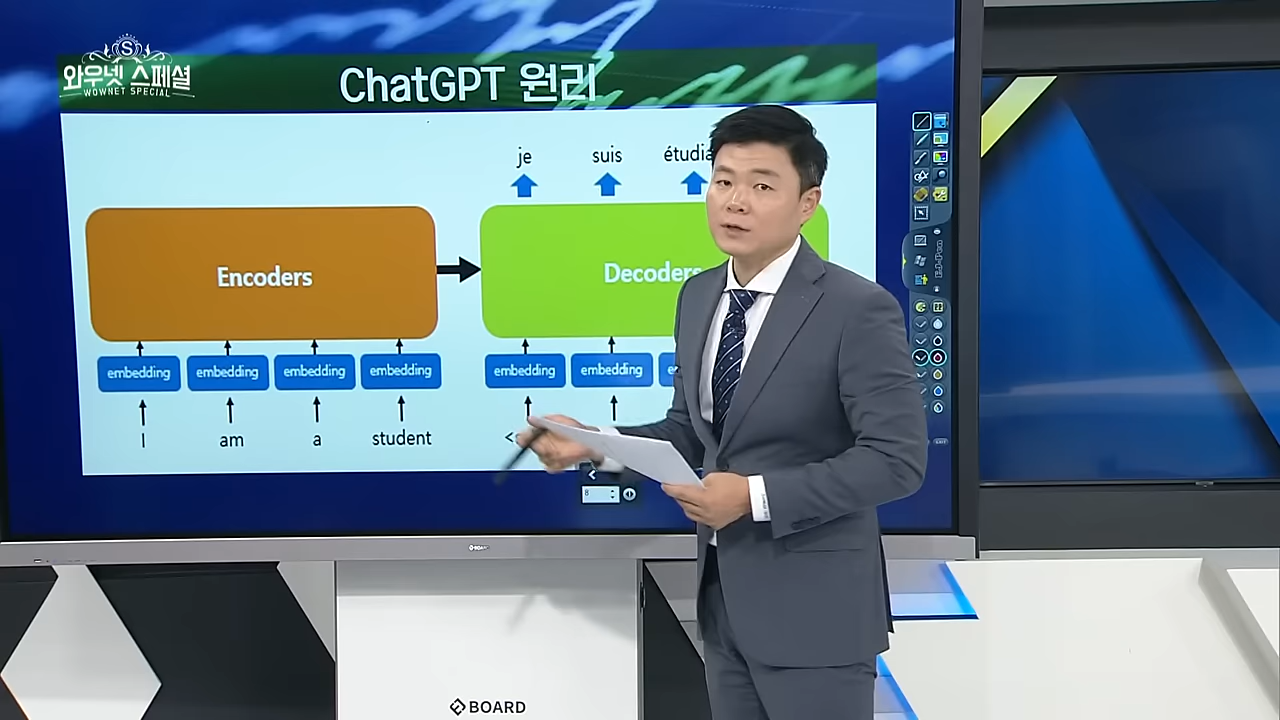 와우넷 스페셜
WOWNET SPECIAL
ChatGPT 원리
je suis
Encoders
Decoders
embedding embedding embedding embedding embedding embedding
I am a student
8
BOARD